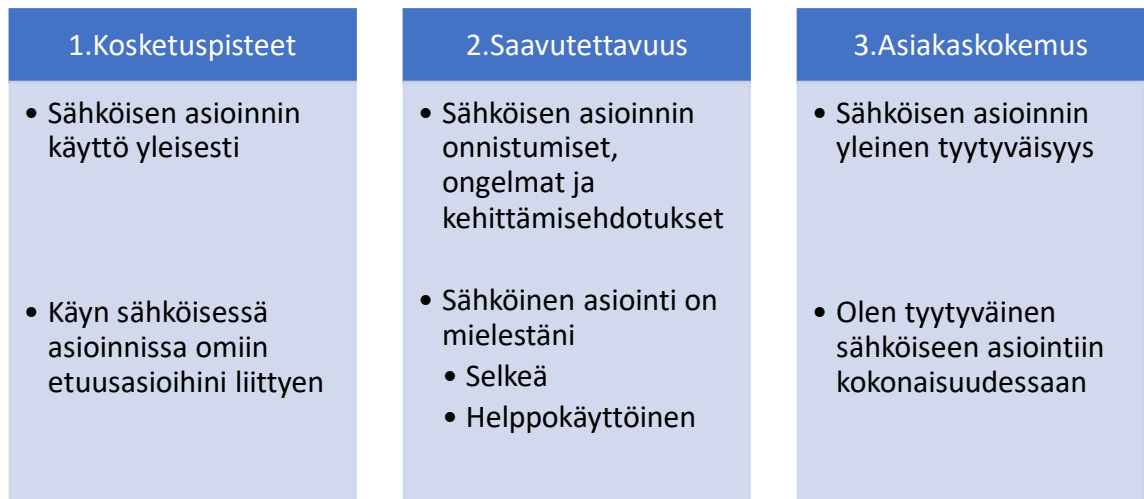 1.Kosketuspisteet
• Sähköisen asioinnin
käyttö yleisesti
• Käyn sähköisessä
asioinnissa omiin
etuusasioihini liittyen
2.Saavutettavuus
• Sähköisen asioinnin
onnistumiset,
ongelmat ja
kehittämisehdotukset
• Sähköinen asiointi on
mielestäni
• Selkeä
• Helppokäyttöinen
3.Asiakaskokemus
• Sähköisen asioinnin
yleinen tyytyväisyys
• Olen tyytyväinen
sähköiseen asiointiin
kokonaisuudessaan